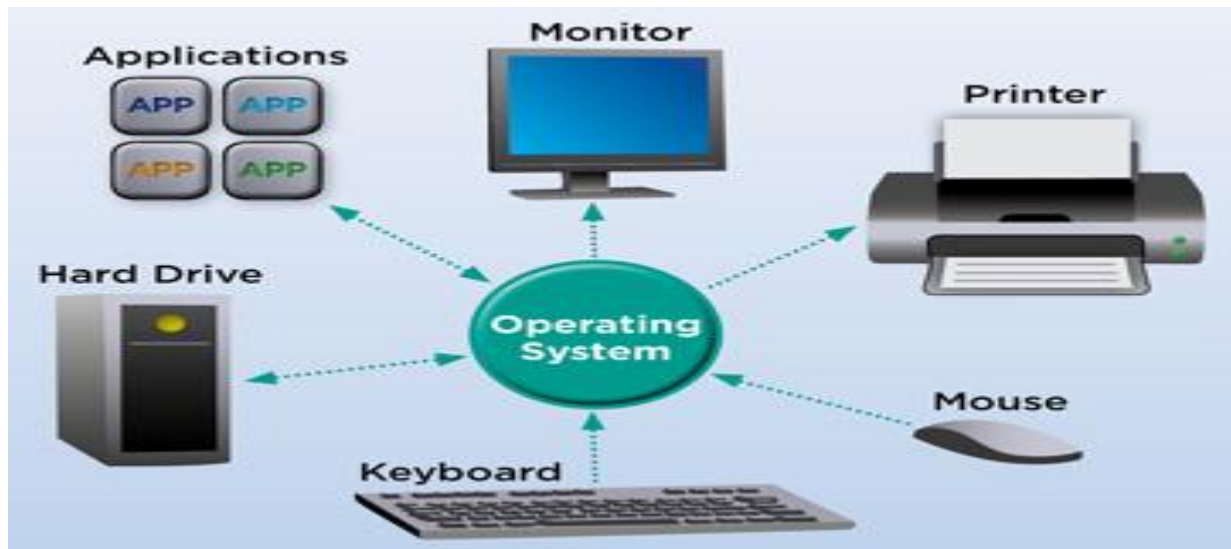 Monitor
Applications
APP APP
APP APP
Printer
Hard Drive
Operating
System
Mouse
Keyboard